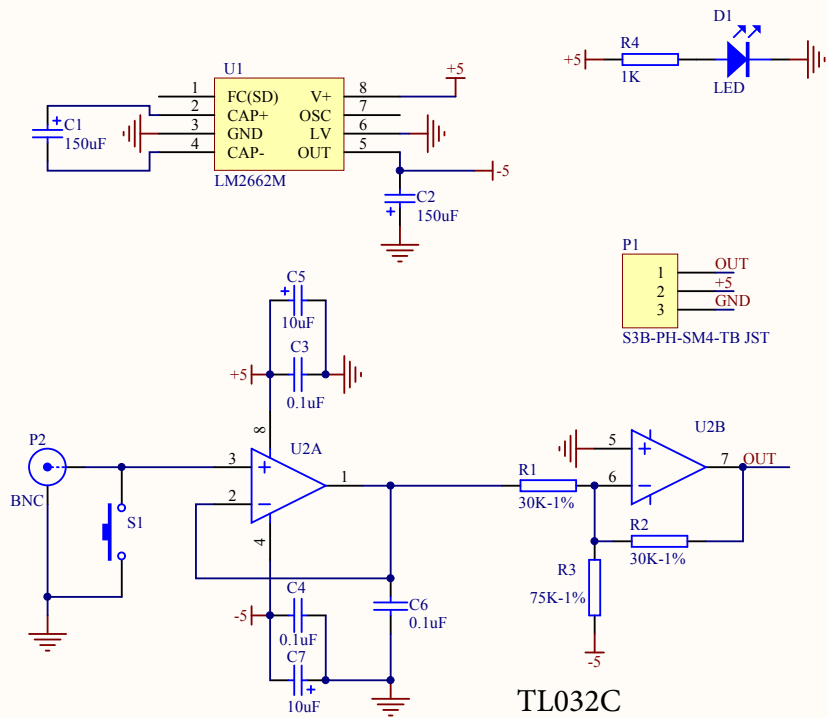 D1
+5
R4
1K
LED
U1
1
2
3
4
FC(SD)
CAP+
GND
CAP-
V+
OSC
LV
OUT
8
7
6
5
LM2662M
+5
+
C1
150uF
-5
C2
+
150uF
P1
1
2
3
OUT
+5
GND
S3B-PH-SM4-TB JST
C5
+
10uF
C3
+5
0.1uF
8
U2A
P2
BNC
S1
3
2
1
4
C4
-5
0.1uF
C7
+
10uF
C6
0.1uF
R1
30K-1%
U2B
5
6
7
OUT
R2
30K-1%
R3
75K-1%
-5
TL032C